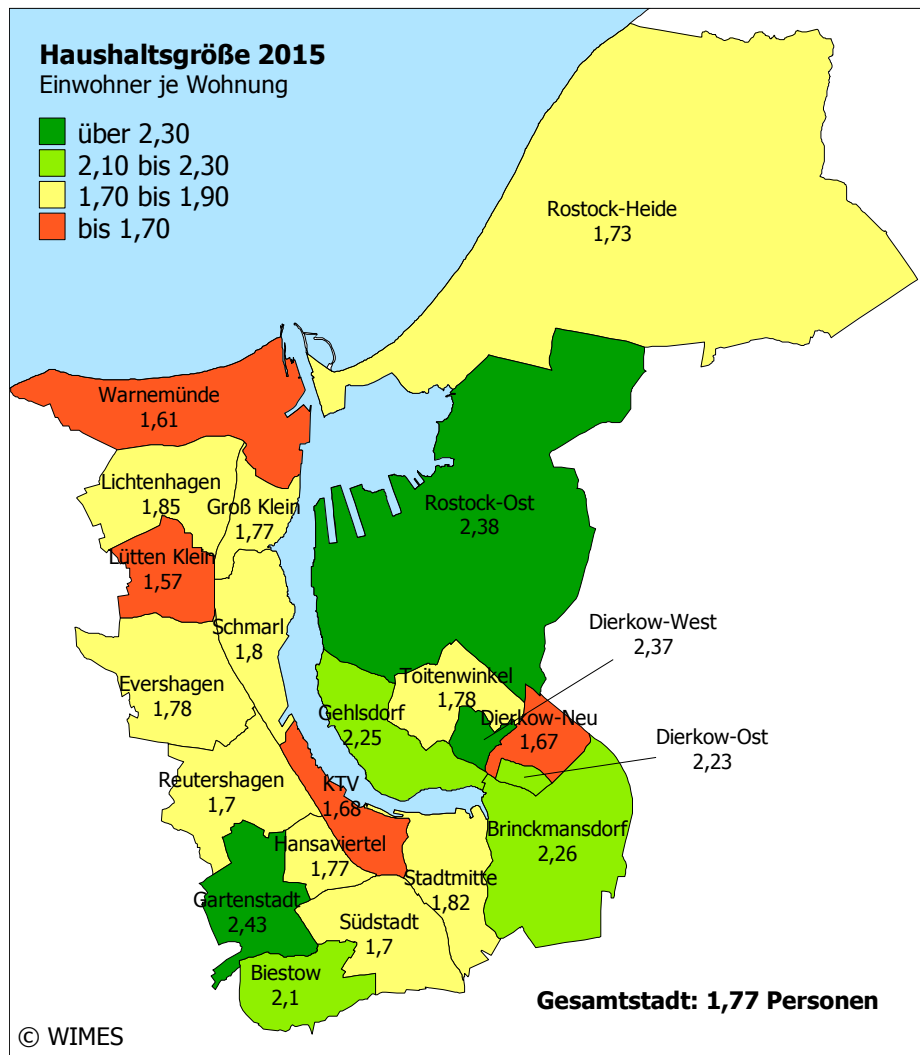 Haushaltsgröße 2015
Einwohner je Wohnung
über 2,30
2,10 bis 2,30
1,70 bis 1,90
bis 1,70
Rostock-Heide
1,73
Warnemünde
1,61
Lichtenhagen
1,85
Groß Klein
1,77
Rostock-Ost
2,38
Lütten Klein
1,57
Schmarl
1,8
Dierkow-West
2,37
Evershagen
1,78
Toitenwinkel
1,78
Gehlsdorf
2,25
Dierkow-Neu
1,67
Dierkow-Ost
2,23
Reutershagen
1,7
KTV
1,68
Brinckmansdorf
2,26
Hansaviertel
1,77
Stadtmitte
1,82
Gartenstadt
2,43
Südstadt
1,7
Biestow
2,1
Gesamtstadt: 1,77 Personen
© WIMES